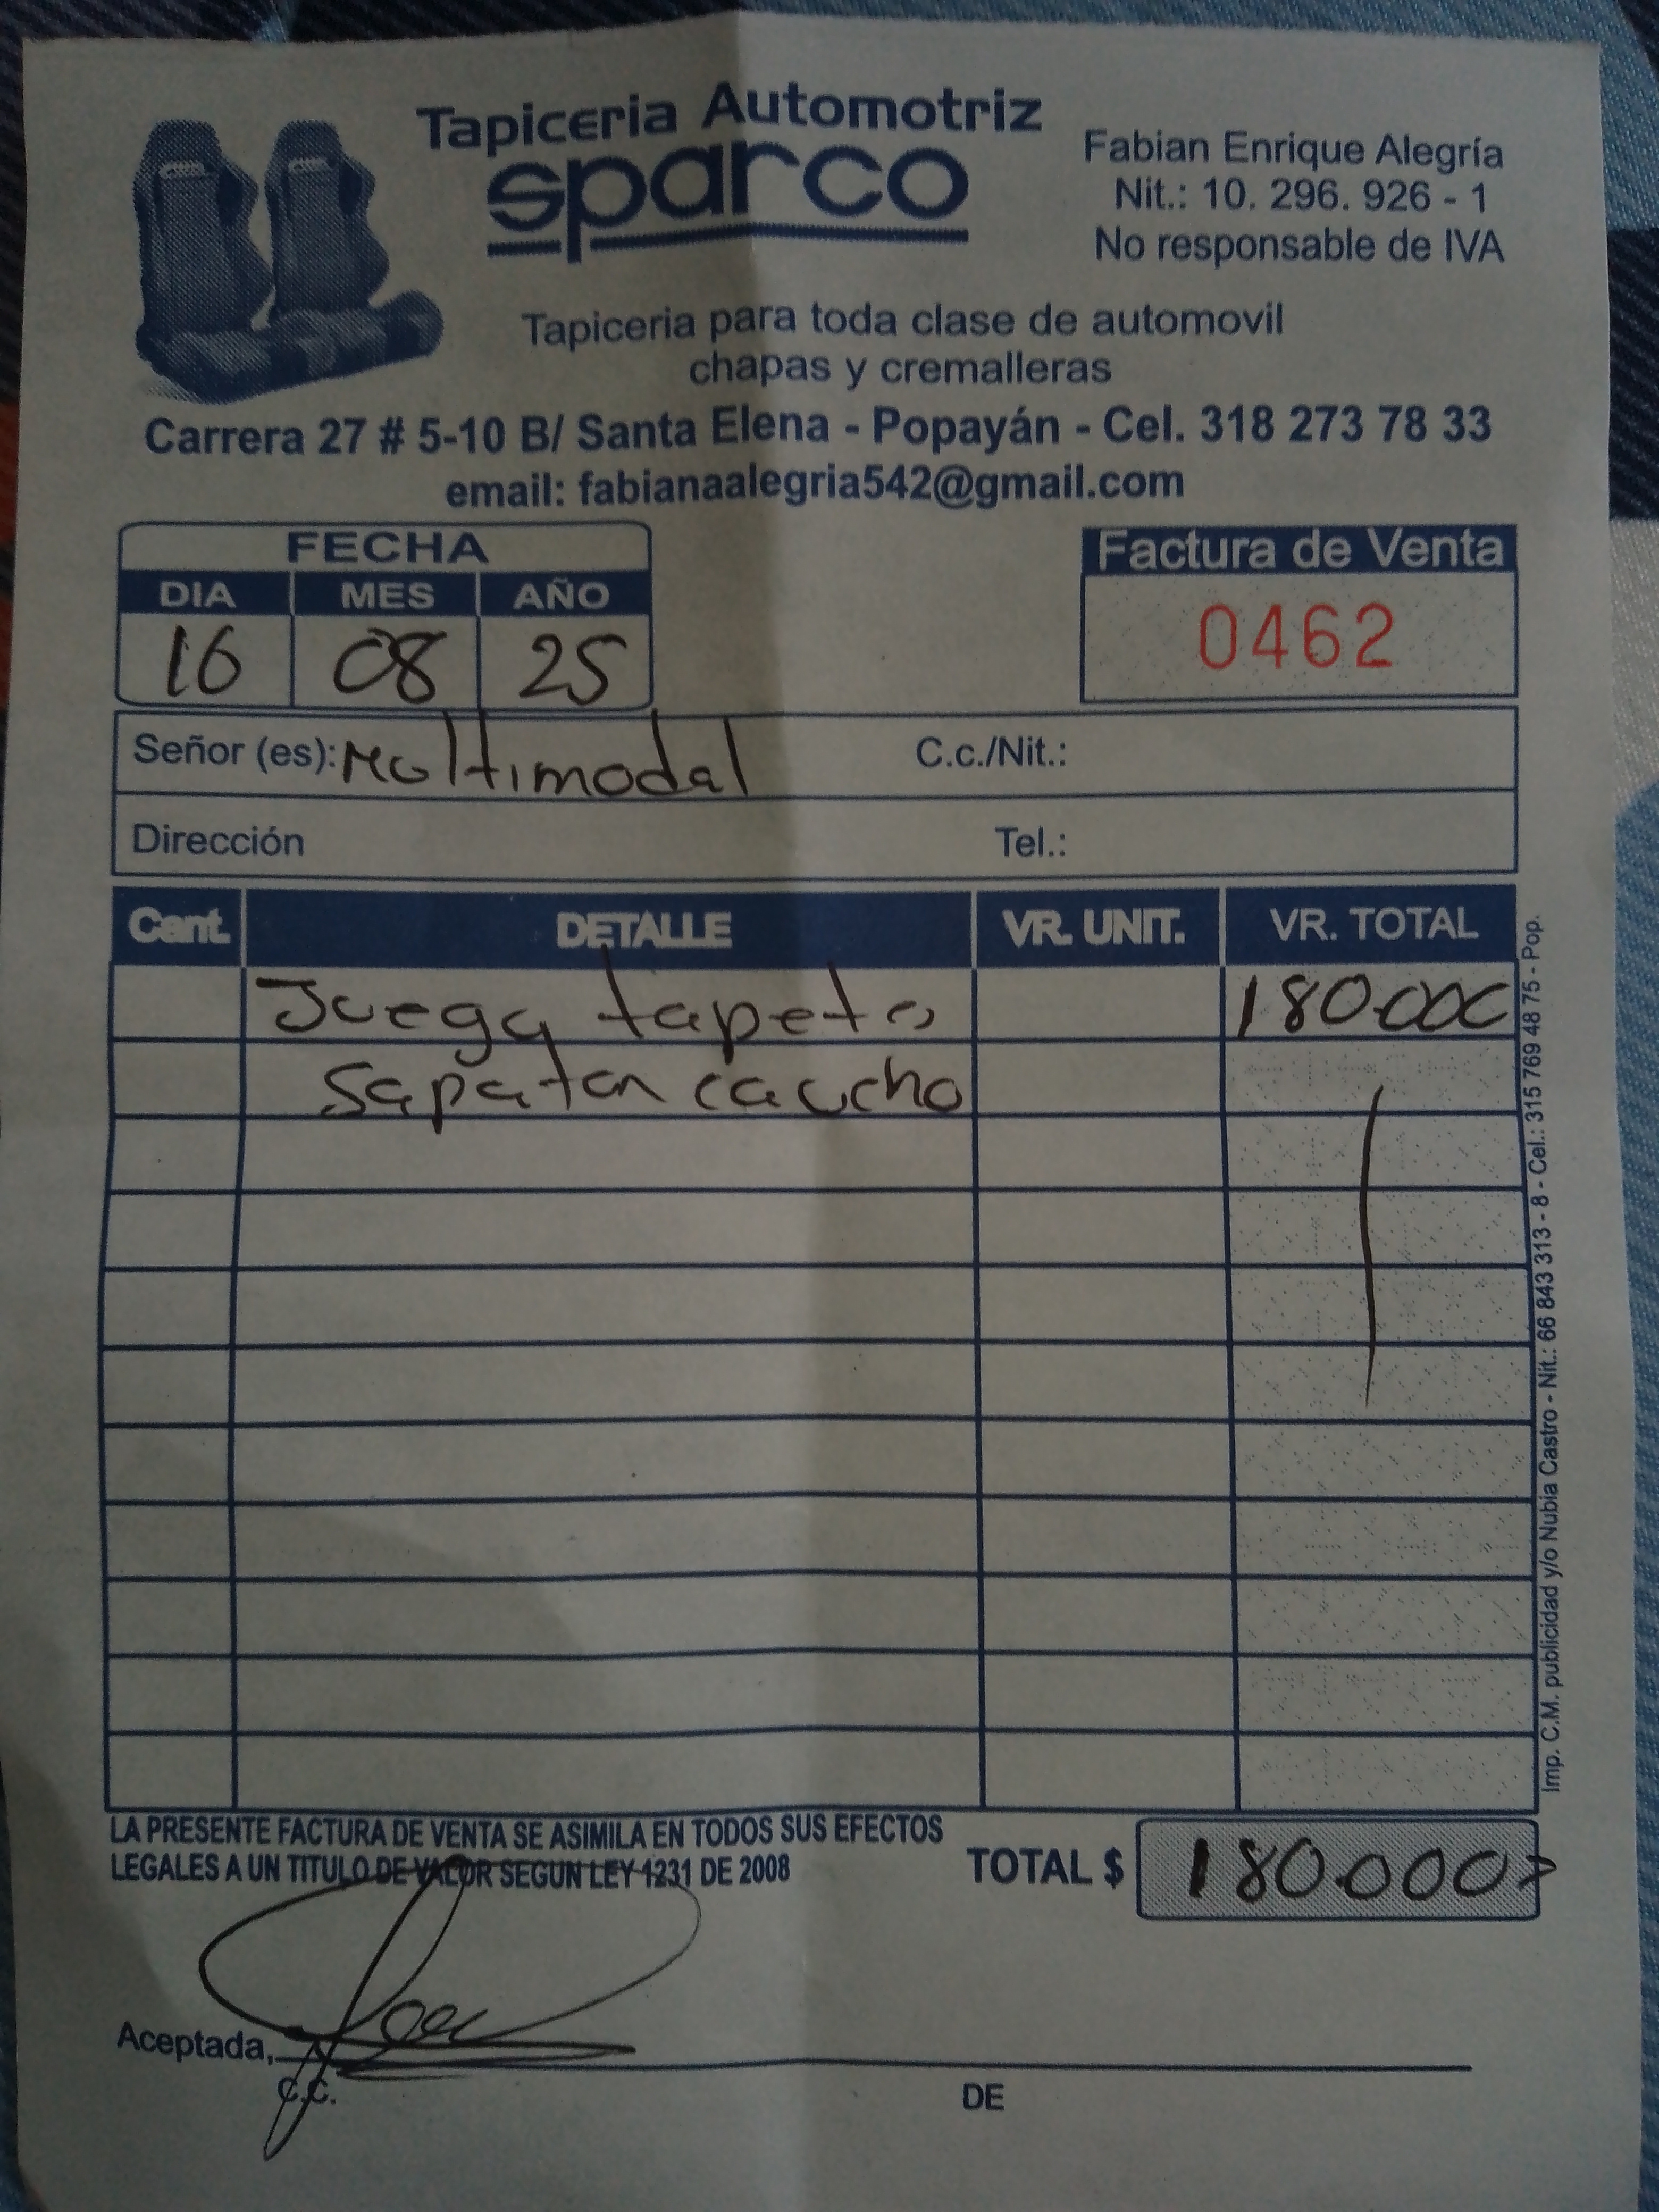 Tapiceria Automotriz
sparco
Fabian Enrique Alegría
Nit.: 10. 296. 926 - 1
No responsable de IVA
Tapiceria para toda clase de automovil
chapas y cremalleras
Carrera 27 # 5-10 B/ Santa Elena - Popayán - Cel. 318 273 78 33
email: fabianaalegria542@gmail.com
FECHA
DIA MES AÑO
16 08 25
Factura de Venta
0462
Señor (es): Moltimodal C.c./Nit.:
Dirección Tel.:
Cant. DETALLE VR. UNIT. VR. TOTAL
Juega tapetes 180.000
Sapaton caucho
LA PRESENTE FACTURA DE VENTA SE ASIMILA EN TODOS SUS EFECTOS
LEGALES A UN TITULO DE VALOR SEGUN LEY 1231 DE 2008
TOTAL $ 180.000
Aceptada,
C.C. DE
Imp. C.M. publicidad y/o Nubia Castro - Nit.: 66 843 313 - 8 - Cel.: 315 769 48 75 - Pop.